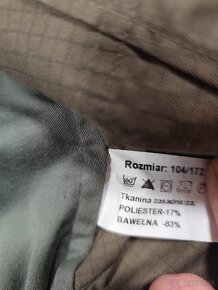 Rozmiar: 104/172
Tkanina zasadnicza:
POLIESTER-17%
BAWEŁNA -83%